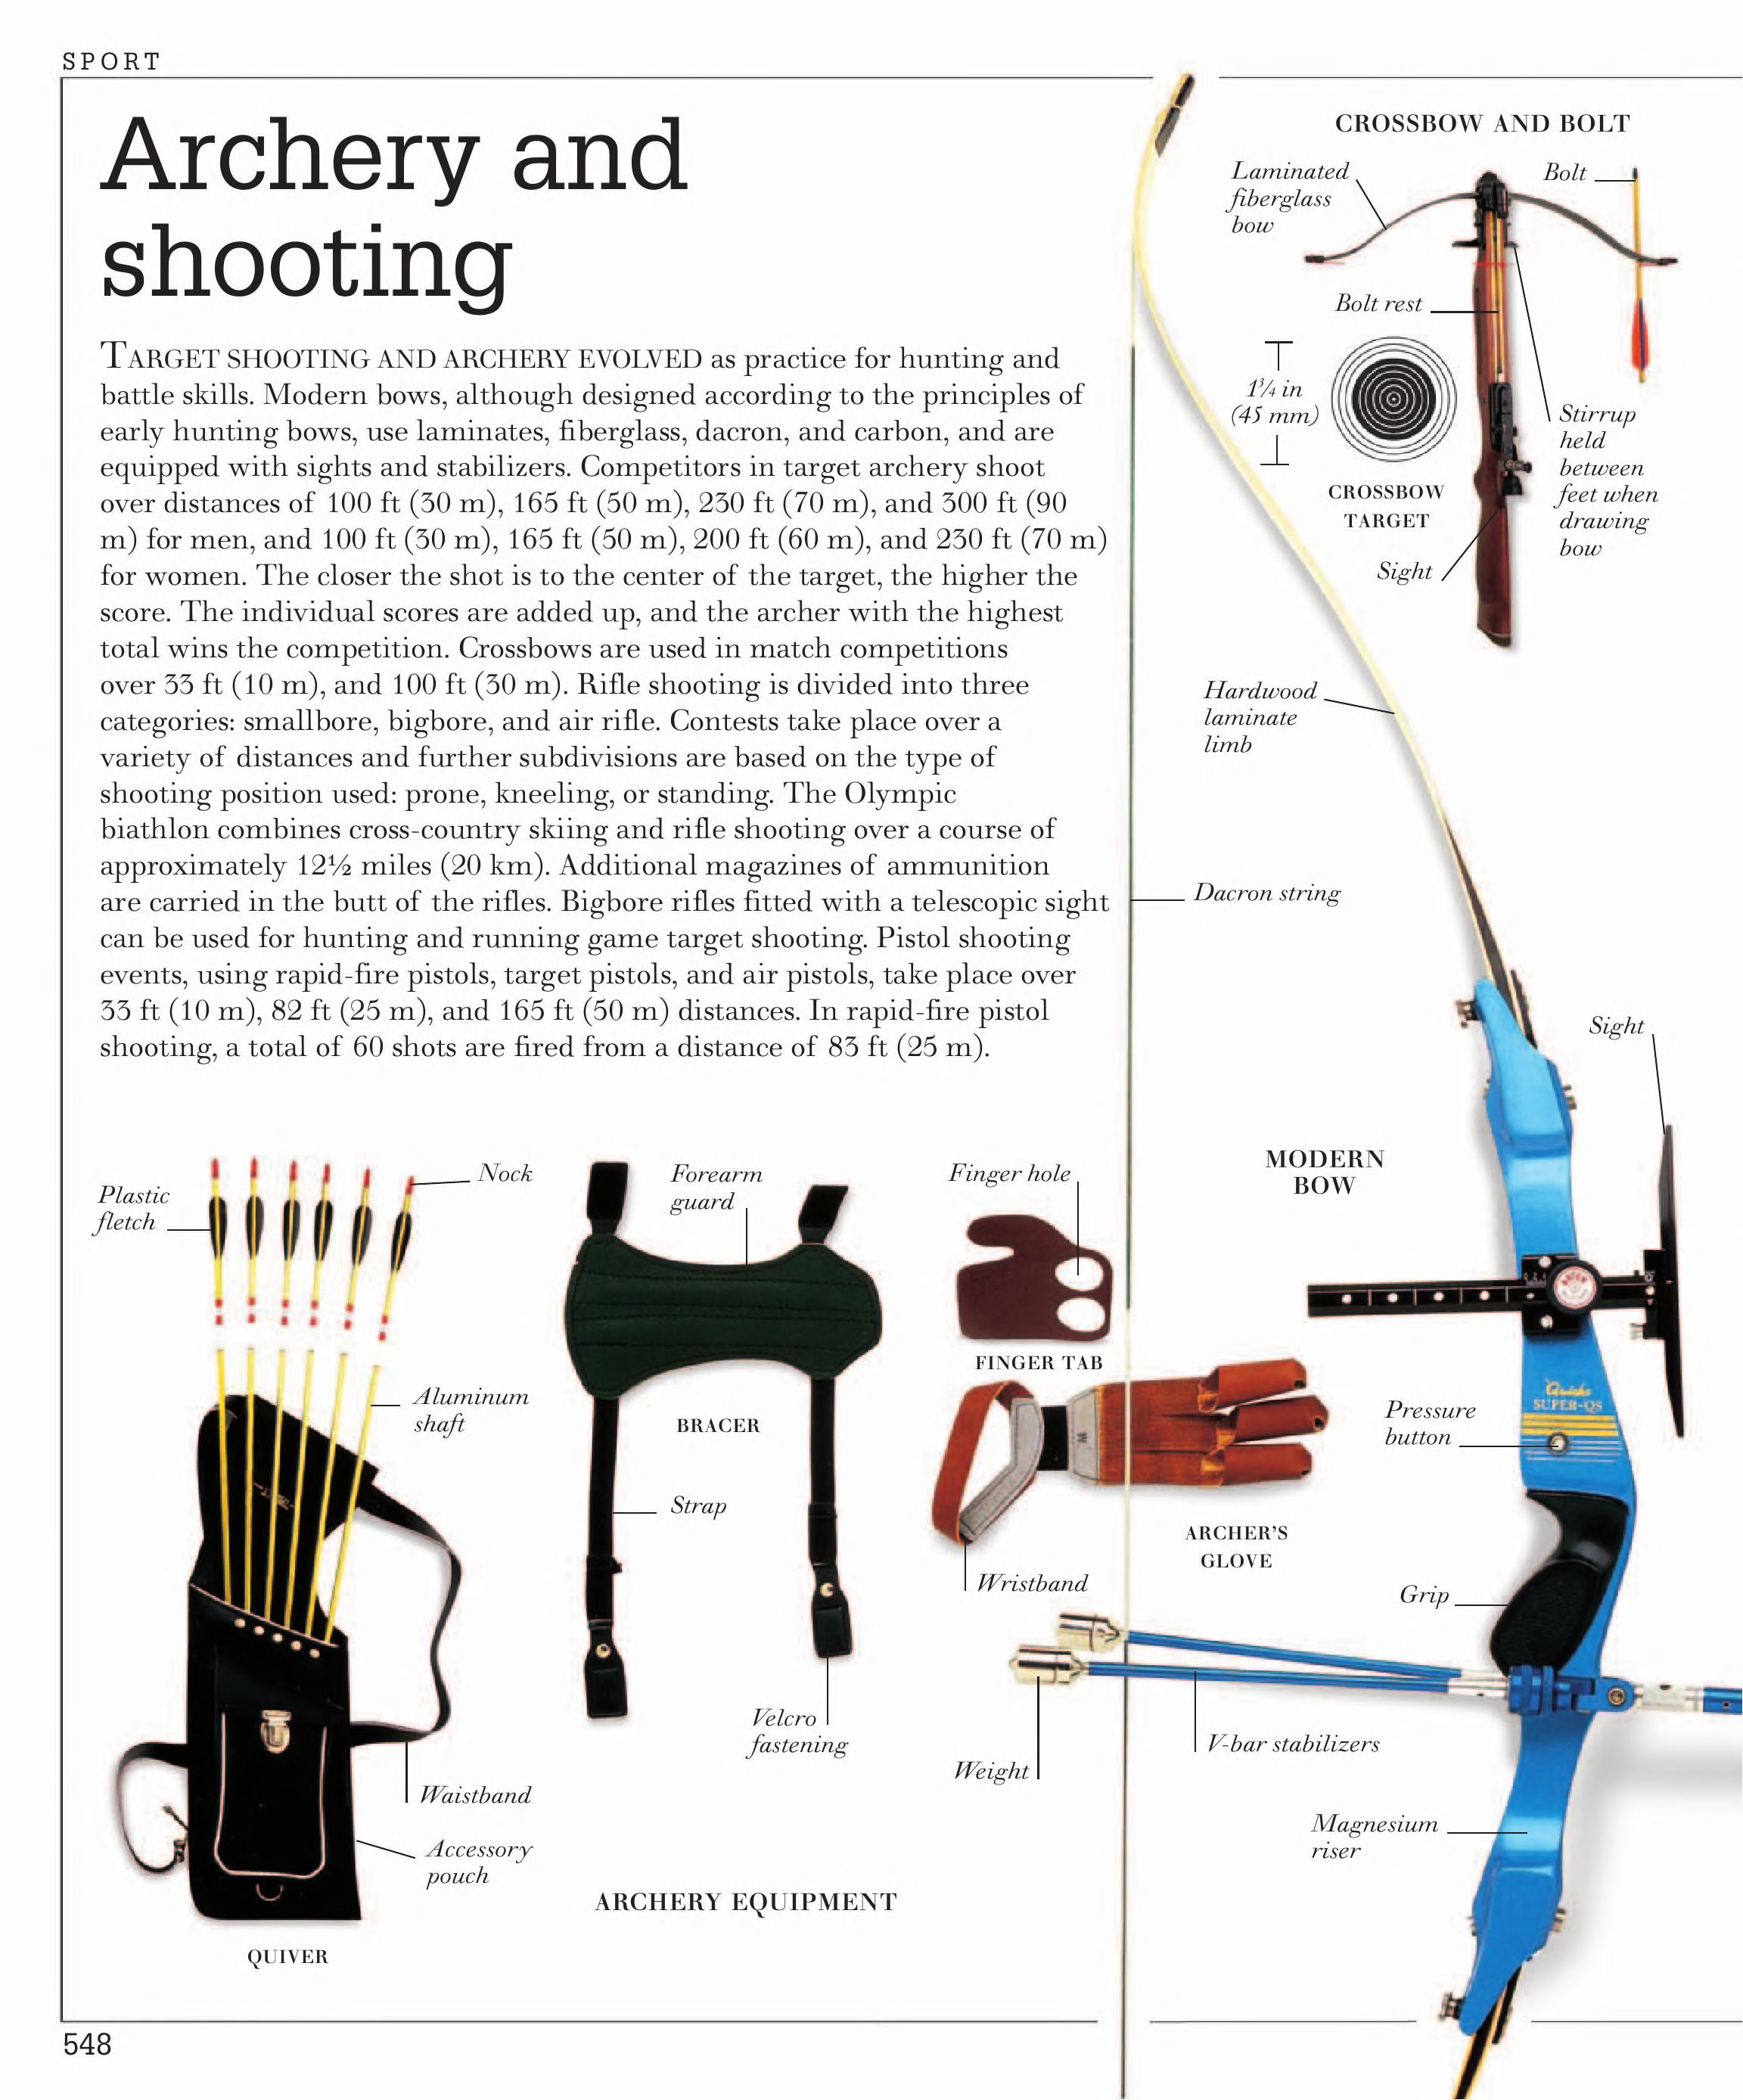 SPORT
Archery and
shooting
TARGET SHOOTING AND ARCHERY EVOLVED as practice for hunting and
battle skills. Modern bows, although designed according to the principles of
early hunting bows, use laminates, fiberglass, dacron, and carbon, and are
equipped with sights and stabilizers. Competitors in target archery shoot
over distances of 100 ft (30 m), 165 ft (50 m), 230 ft (70 m), and 300 ft (90
m) for men, and 100 ft (30 m), 165 ft (50 m), 200 ft (60 m), and 230 ft (70 m)
for women. The closer the shot is to the center of the target, the higher the
score. The individual scores are added up, and the archer with the highest
total wins the competition. Crossbows are used in match competitions
over 33 ft (10 m), and 100 ft (30 m). Rifle shooting is divided into three
categories: smallbore, bigbore, and air rifle. Contests take place over a
variety of distances and further subdivisions are based on the type of
shooting position used: prone, kneeling, or standing. The Olympic
biathlon combines cross-country skiing and rifle shooting over a course of
approximately 12½ miles (20 km). Additional magazines of ammunition
are carried in the butt of the rifles. Bigbore rifles fitted with a telescopic sight
can be used for hunting and running game target shooting. Pistol shooting
events, using rapid-fire pistols, target pistols, and air pistols, take place over
33 ft (10 m), 82 ft (25 m), and 165 ft (50 m) distances. In rapid-fire pistol
shooting, a total of 60 shots are fired from a distance of 83 ft (25 m).
CROSSBOW AND BOLT
Laminated
fiberglass
bow
Bolt
Bolt rest
1¾ in
(45 mm)
CROSSBOW
TARGET
Sight
Stirrup
held
between
feet when
drawing
bow
Hardwood
laminate
limb
Dacron string
Sight
MODERN
BOW
Plastic
fletch
Nock
Aluminum
shaft
Waistband
Accessory
pouch
QUIVER
Forearm
guard
BRACER
Strap
Velcro
fastening
ARCHERY EQUIPMENT
Finger hole
FINGER TAB
W
ARCHER'S
GLOVE
Wristband
Quicks
SUPER-QS
Pressure
button
Grip
Weight
V-bar stabilizers
Magnesium
riser
548